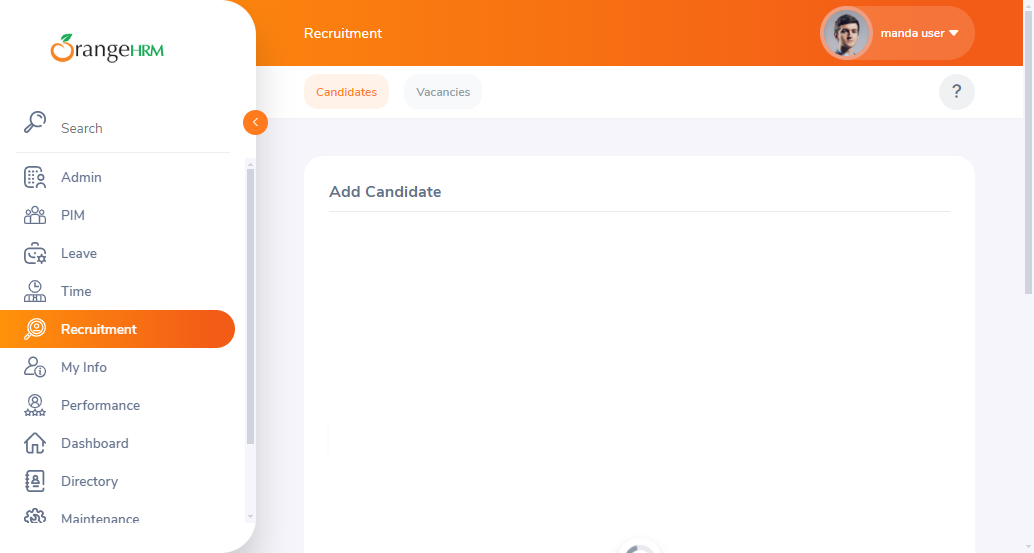 OrangeHRM
Search
Admin
PIM
Leave
Time
Recruitment
My Info
Performance
Dashboard
Directory
Maintenance
Recruitment
manda user
Candidates
Vacancies
?
Add Candidate